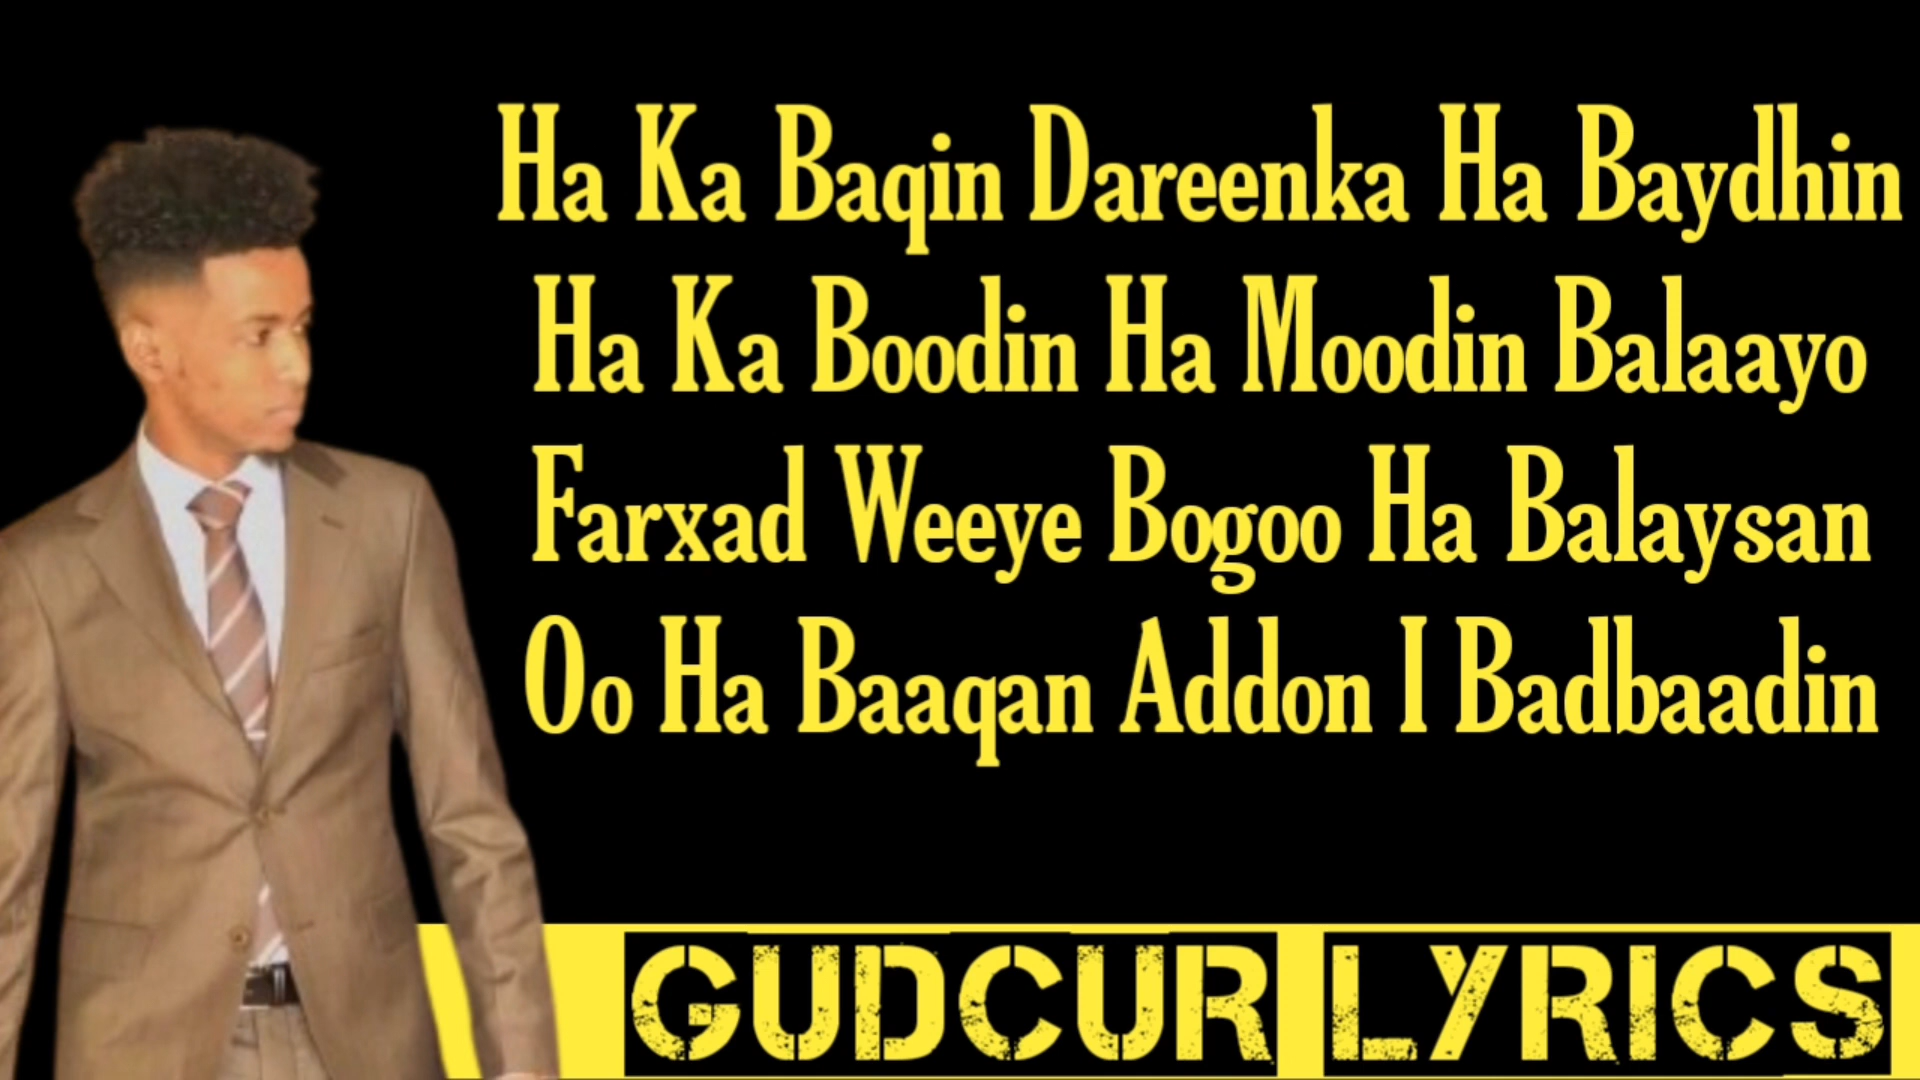 Ha Ka Baqin Dareenka Ha Baydhin
Ha Ka Boodin Ha Moodin Balaayo
Farxad Weeye Bogoo Ha Balaysan
Oo Ha Baaqan Addon I Badbaadin
GUDCUR LYRICS